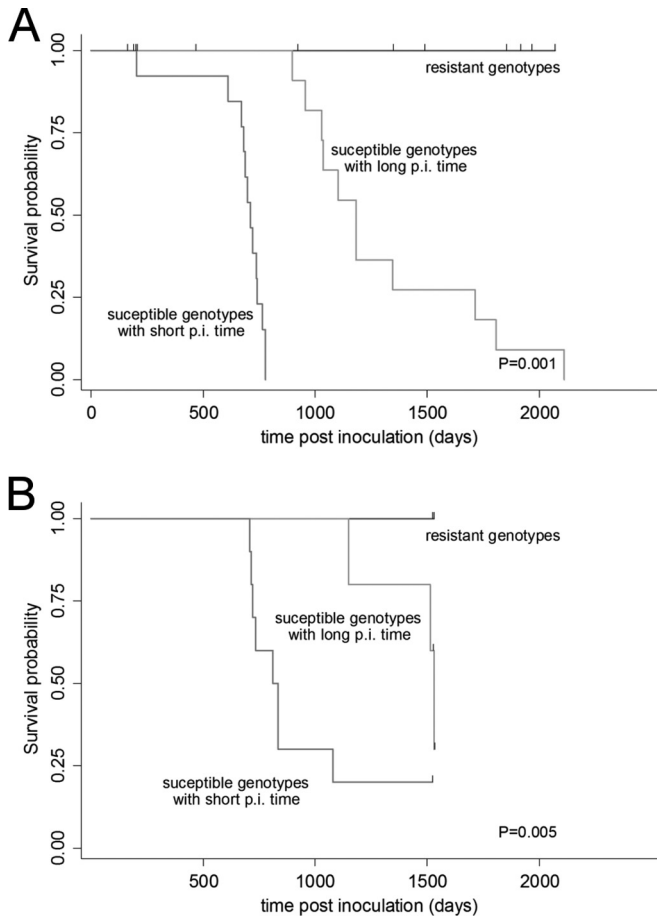 A
Survival probability
1.00
0.75
0.50
0.25
0.00
resistant genotypes
suceptible genotypes
with long p.i. time
suceptible genotypes
with short p.i. time
P=0.001
0 500 1000 1500 2000
time post inoculation (days)
B
Survival probability
1.00
0.75
0.50
0.25
0.00
resistant genotypes
suceptible genotypes
with long p.i. time
suceptible genotypes
with short p.i. time
P=0.005
500 1000 1500 2000
time post inoculation (days)